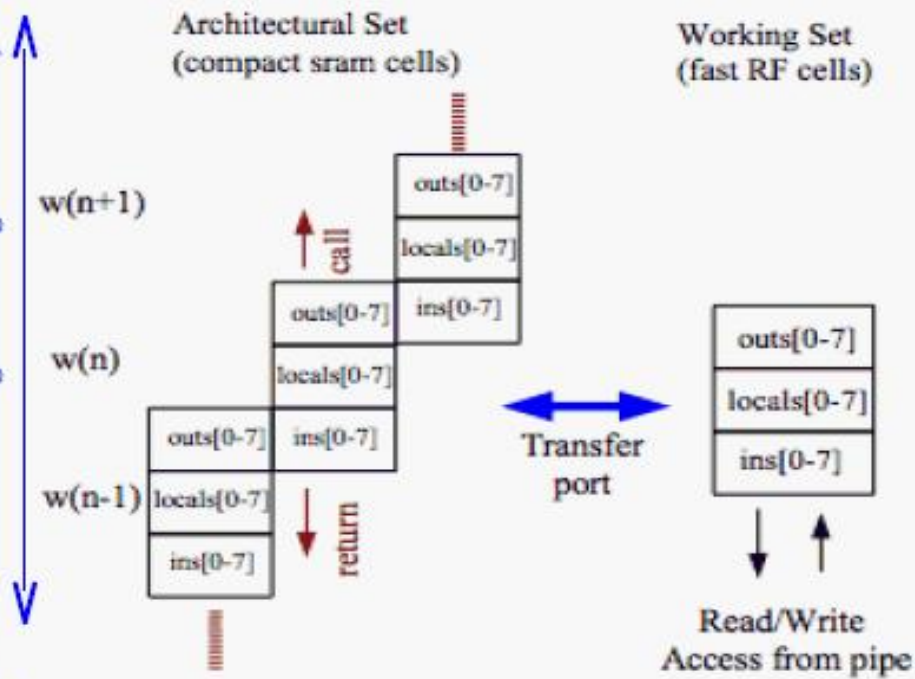 Architectural Set
(compact sram cells)
Working Set
(fast RF cells)
w(n+1)
outs[0-7]
locals[0-7]
ins[0-7]
call
w(n)
outs[0-7]
locals[0-7]
ins[0-7]
w(n-1)
outs[0-7]
locals[0-7]
ins[0-7]
return
Transfer
port
outs[0-7]
locals[0-7]
ins[0-7]
Read/Write
Access from pipe